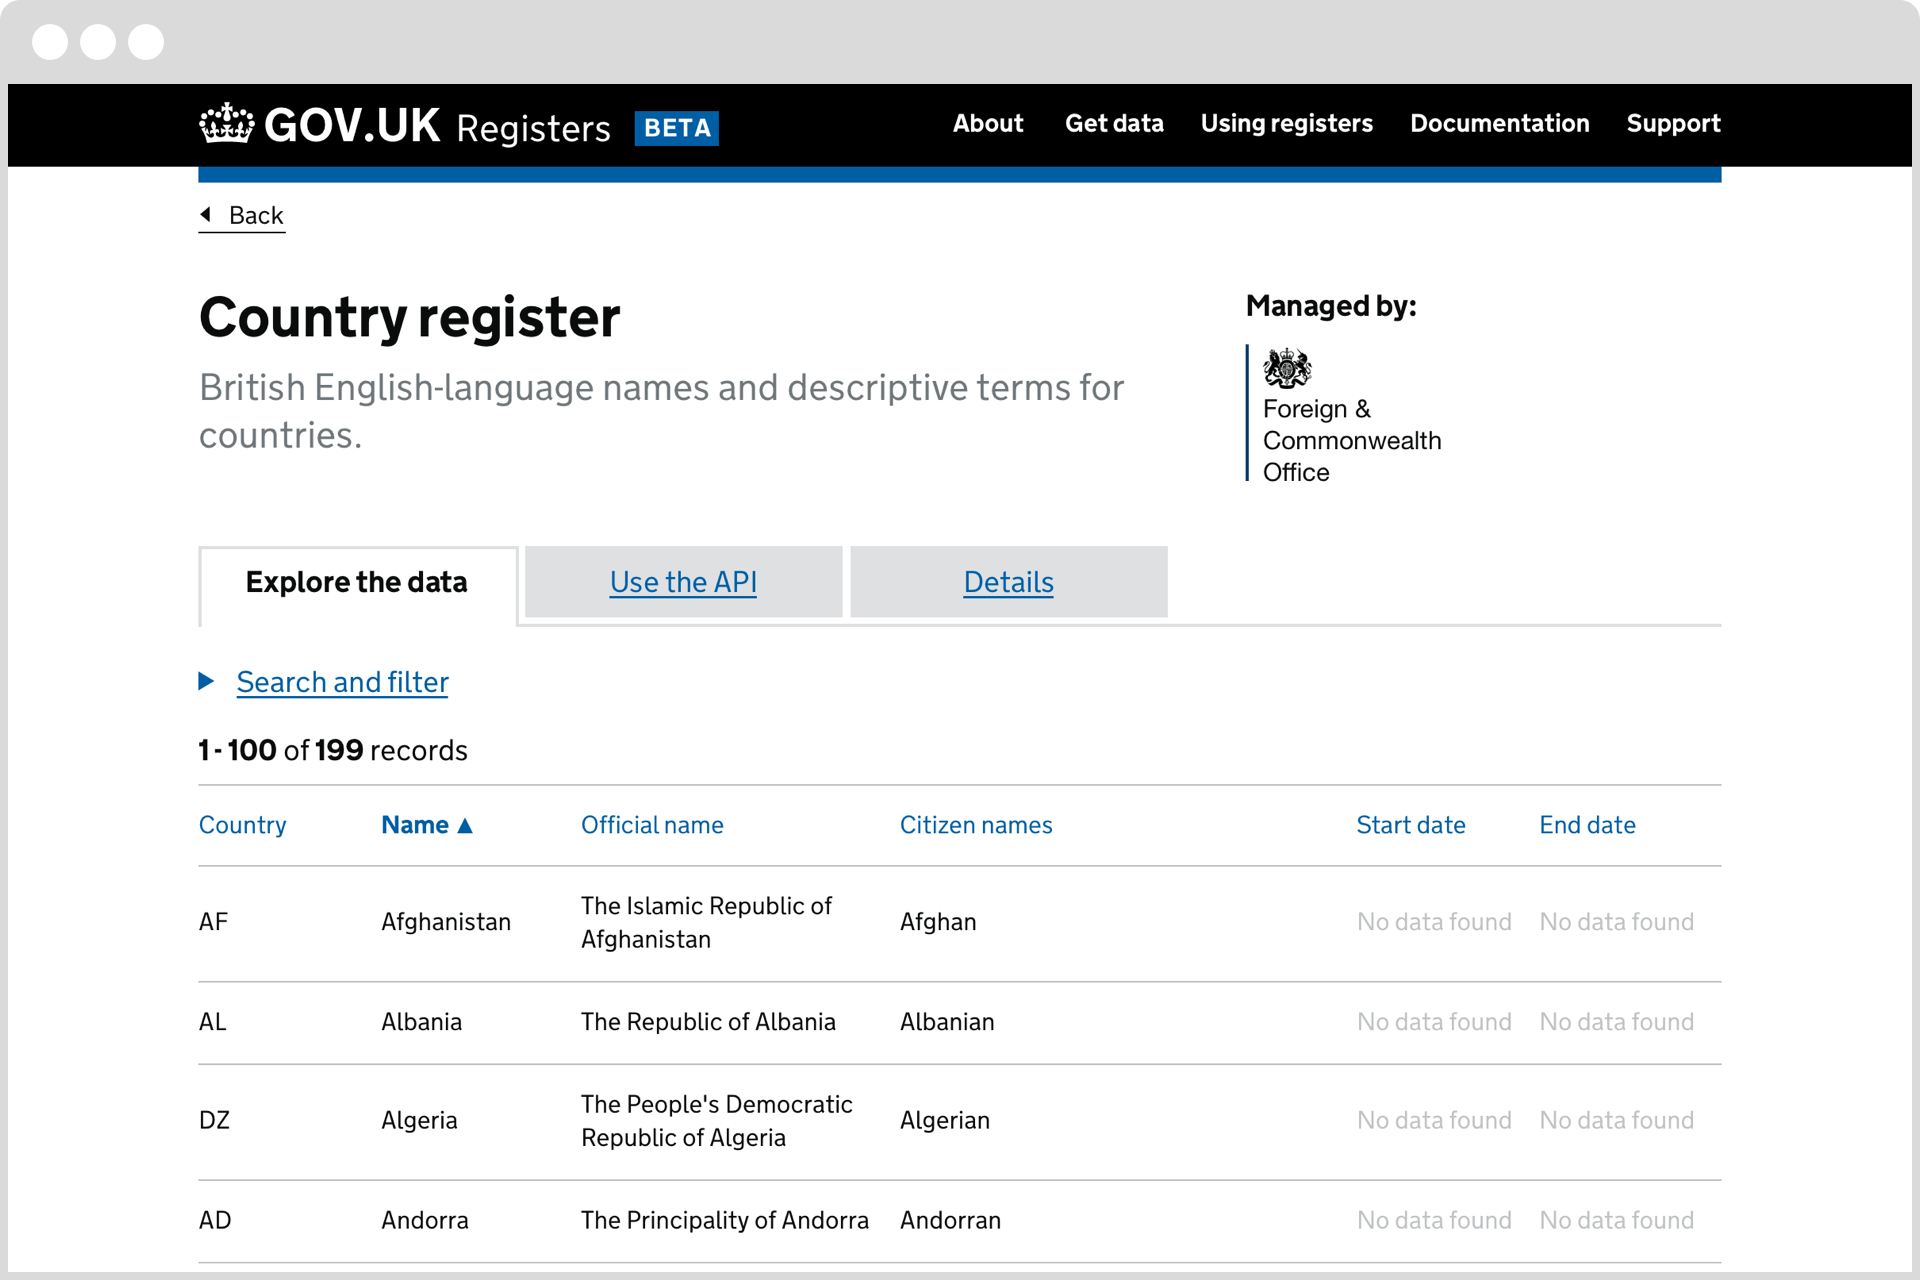 GOV.UK Registers BETA About Get data Using registers Documentation Support
Back
Country register
British English-language names and descriptive terms for
countries.
Managed by:
Foreign &
Commonwealth
Office
Explore the data Use the API Details
Search and filter
1 - 100 of 199 records
Country Name ▲ Official name Citizen names Start date End date
AF Afghanistan The Islamic Republic of Afghan No data found No data found
Afghanistan
AL Albania The Republic of Albania Albanian No data found No data found
DZ Algeria The People's Democratic Algerian No data found No data found
Republic of Algeria
AD Andorra The Principality of Andorra Andorran No data found No data found